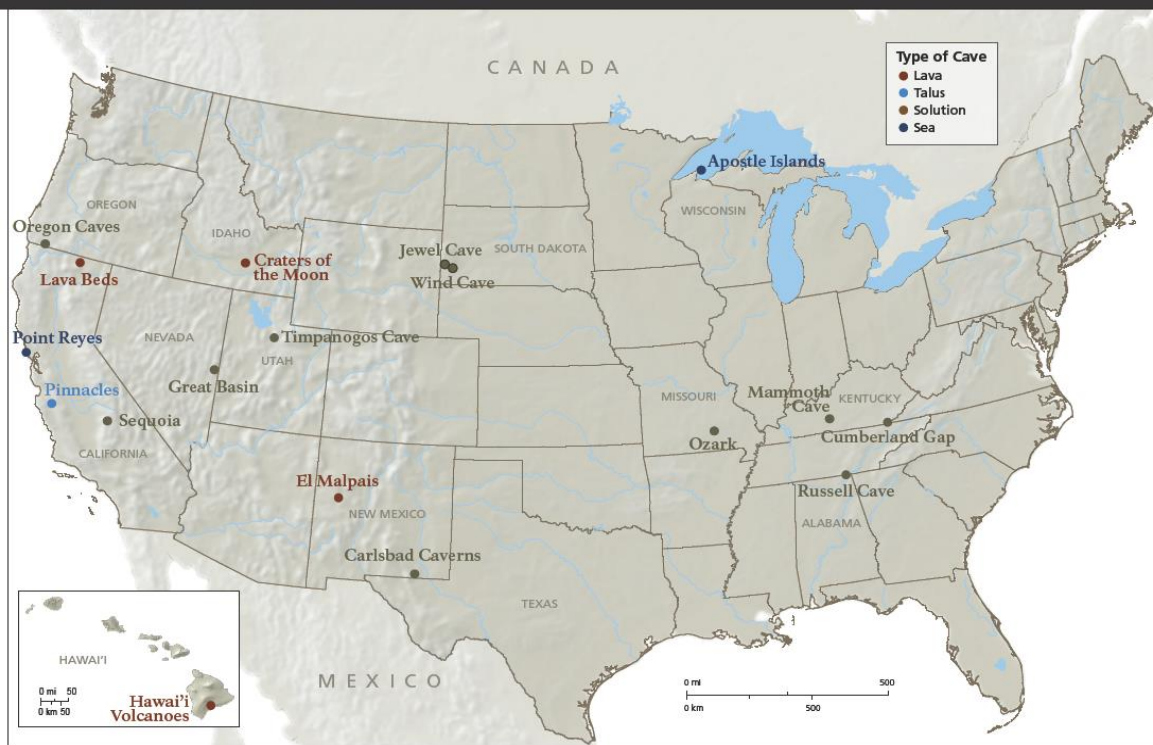 CANADA
Type of Cave
Lava
Talus
Solution
Sea
Apostle Islands
WISCONSIN
OREGON
Oregon Caves
IDAHO
Lava Beds
Craters of
the Moon
Jewel Cave
SOUTH DAKOTA
Wind Cave
Point Reyes
NEVADA
Timpanogos Cave
UTAH
Great Basin
Pinnacles
Sequoia
CALIFORNIA
MISSOURI
Ozark
Mammoth
Cave
KENTUCKY
Cumberland Gap
El Malpais
NEW MEXICO
Russell Cave
ALABAMA
Carlsbad Caverns
TEXAS
HAWAI'I
0 mi 50
0 km 50
Hawai'i
Volcanoes
MEXICO
0 mi 500
0 km 500